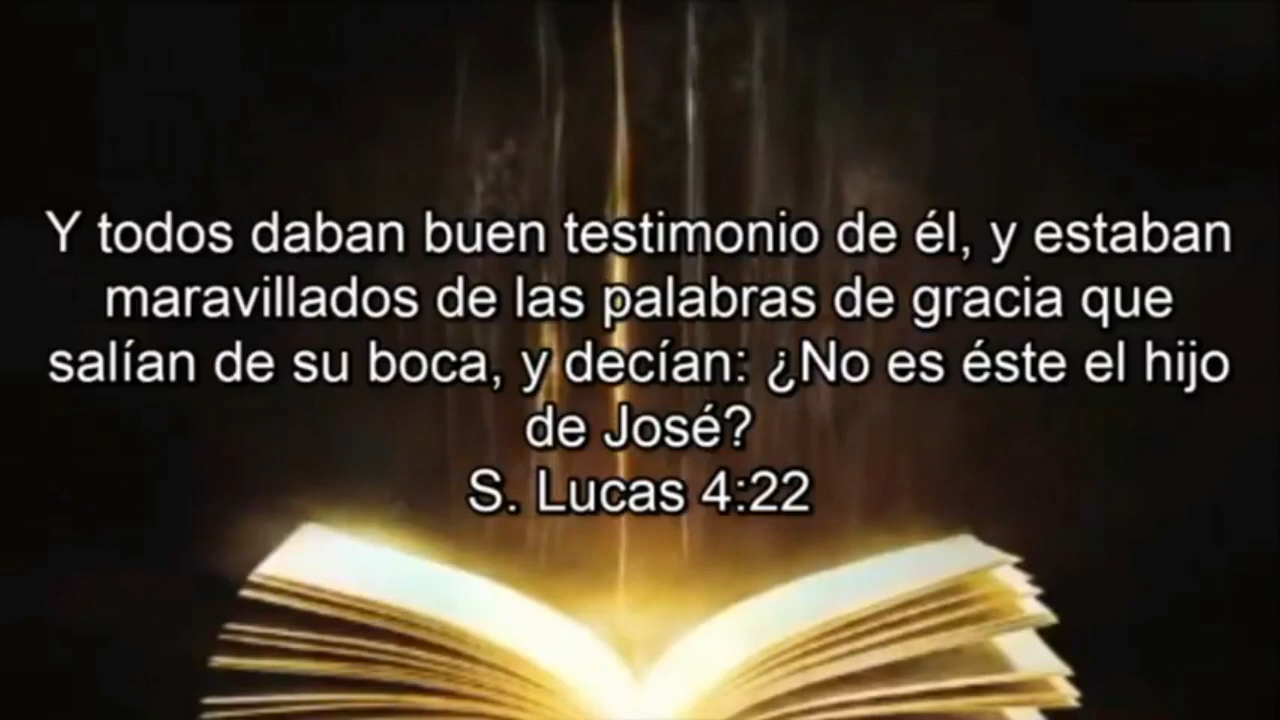 Y todos daban buen testimonio de él, y estaban
maravillados de las palabras de gracia que
salían de su boca, y decían: ¿No es éste el hijo
de José?
S. Lucas 4:22